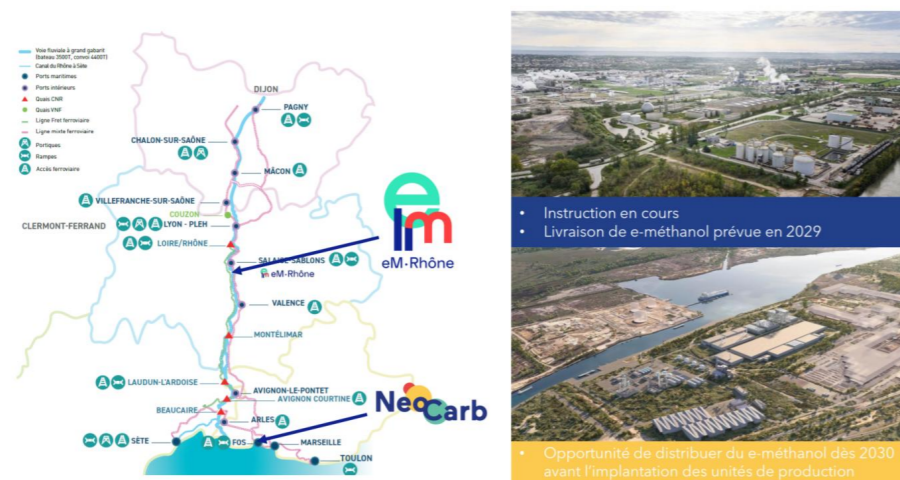 Voie fluviale à grand gabarit
(bateau 3500T, convoi 4400T)
Canal du Rhône à Sète
Ports maritimes
Ports intérieurs
Quais CNR
Quais VNF
Ligne Fret ferroviaire
Ligne mixte ferroviaire
Portiques
Rampes
Accès ferroviaire
DIJON
PAGNY
CHALON-SUR-SAÔNE
MÂCON
VILLEFRANCHE-SUR-SAÔNE
COUZON
CLERMONT-FERRAND
LYON - PLEH
LOIRE/RHÔNE
SALAISE-SABLONS
eM-Rhône
VALENCE
MONTÉLIMAR
LAUDUN-L'ARDOISE
AVIGNON-LE-PONTET
AVIGNON COURTINE
BEAUCAIRE
ARLES
SÈTE
FOS
MARSEILLE
TOULON
em
eM-Rhône
NeoCarb
• Instruction en cours
• Livraison de e-méthanol prévue en 2029
• Opportunité de distribuer du e-méthanol dès 2030
avant l'implantation des unités de production